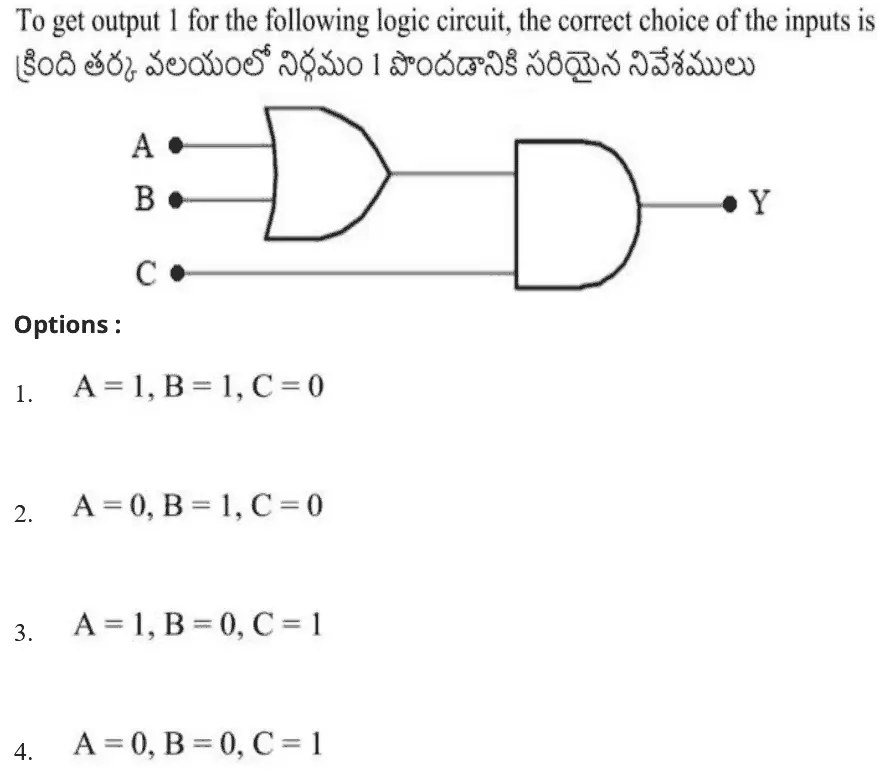 To get output 1 for the following logic circuit, the correct choice of the inputs is
క్రింది తర్క వలయంలో నిర్గమం 1 పొందడానికి సరియైన నివేశములు
A
B
C
Y
Options :
1. A = 1, B = 1, C = 0
2. A = 0, B = 1, C = 0
3. A = 1, B = 0, C = 1
4. A = 0, B = 0, C = 1